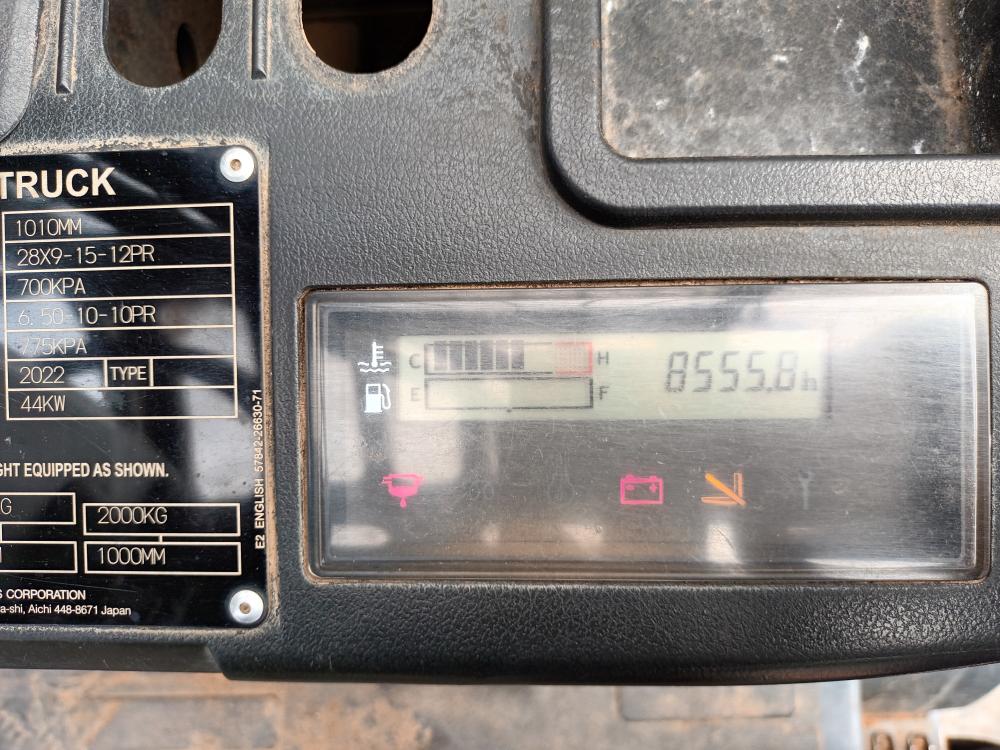 TRUCK
1010MM
28X9-15-12PR
700KPA
6.50-10-10PR
775KPA
2022 TYPE
44KW
GHT EQUIPPED AS SHOWN.
G 2000KG
1000MM
S CORPORATION
a-shi, Aichi 448-8671 Japan
E2 ENGLISH 57842-26630-71
C H 8555.8h
E F